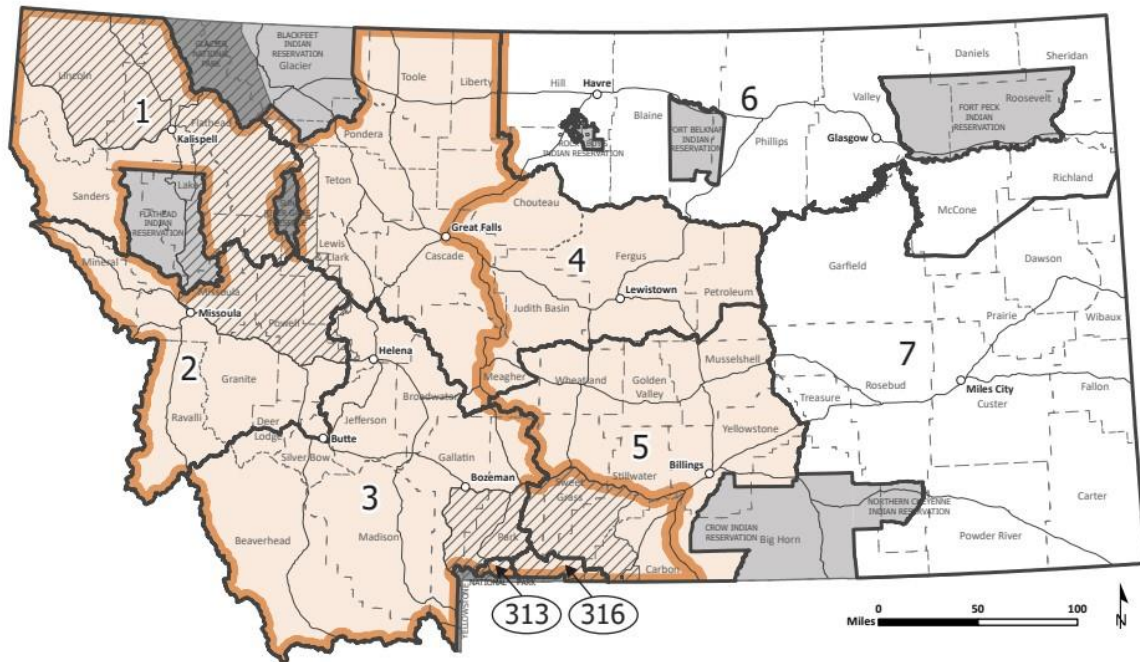 GLACIER
NATIONAL
PARK
BLACKFEET
INDIAN
RESERVATION
Glacier
Lincoln
1
Flathead
Kalispell
Toole
Liberty
Pondera
Teton
Hill
Havre
Blaine
6
INDIAN RESERVATION
FORT BELKNAP
INDIAN
RESERVATION
Phillips
Glasgow
Valley
Daniels
Sheridan
FORT PECK
INDIAN
RESERVATION
Roosevelt
Richland
McCone
Sanders
Lake
FLATHEAD
INDIAN
RESERVATION
Lewis
& Clark
Great Falls
Cascade
Chouteau
4
Fergus
Judith Basin
Lewistown
Petroleum
Garfield
Dawson
Prairie
Wibaux
7
Mineral
Missoula
Missoula
Powell
2
Granite
Ravalli
Deer
Lodge
Helena
Jefferson
Broadwater
Meagher
Wheatland
Golden
Valley
Musselshell
Treasure
Rosebud
Miles City
Custer
Fallon
Butte
Silver Bow
Gallatin
Bozeman
3
Beaverhead
Madison
Park
5
Yellowstone
Billings
Stillwater
Sweet
Grass
Carbon
CROW INDIAN
RESERVATION
Big Horn
NORTHERN CHEYENNE
INDIAN RESERVATION
Carter
Powder River
YELLOWSTONE
NATIONAL PARK
313
316
0 50 100
Miles
N